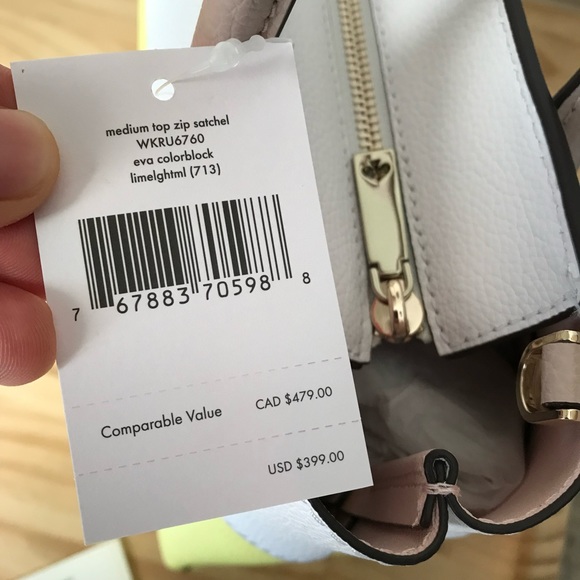 medium top zip satchel
WKRU6760
eva colorblock
limelghtml (713)
7 67883 70598 8
Comparable Value CAD $479.00
USD $399.00